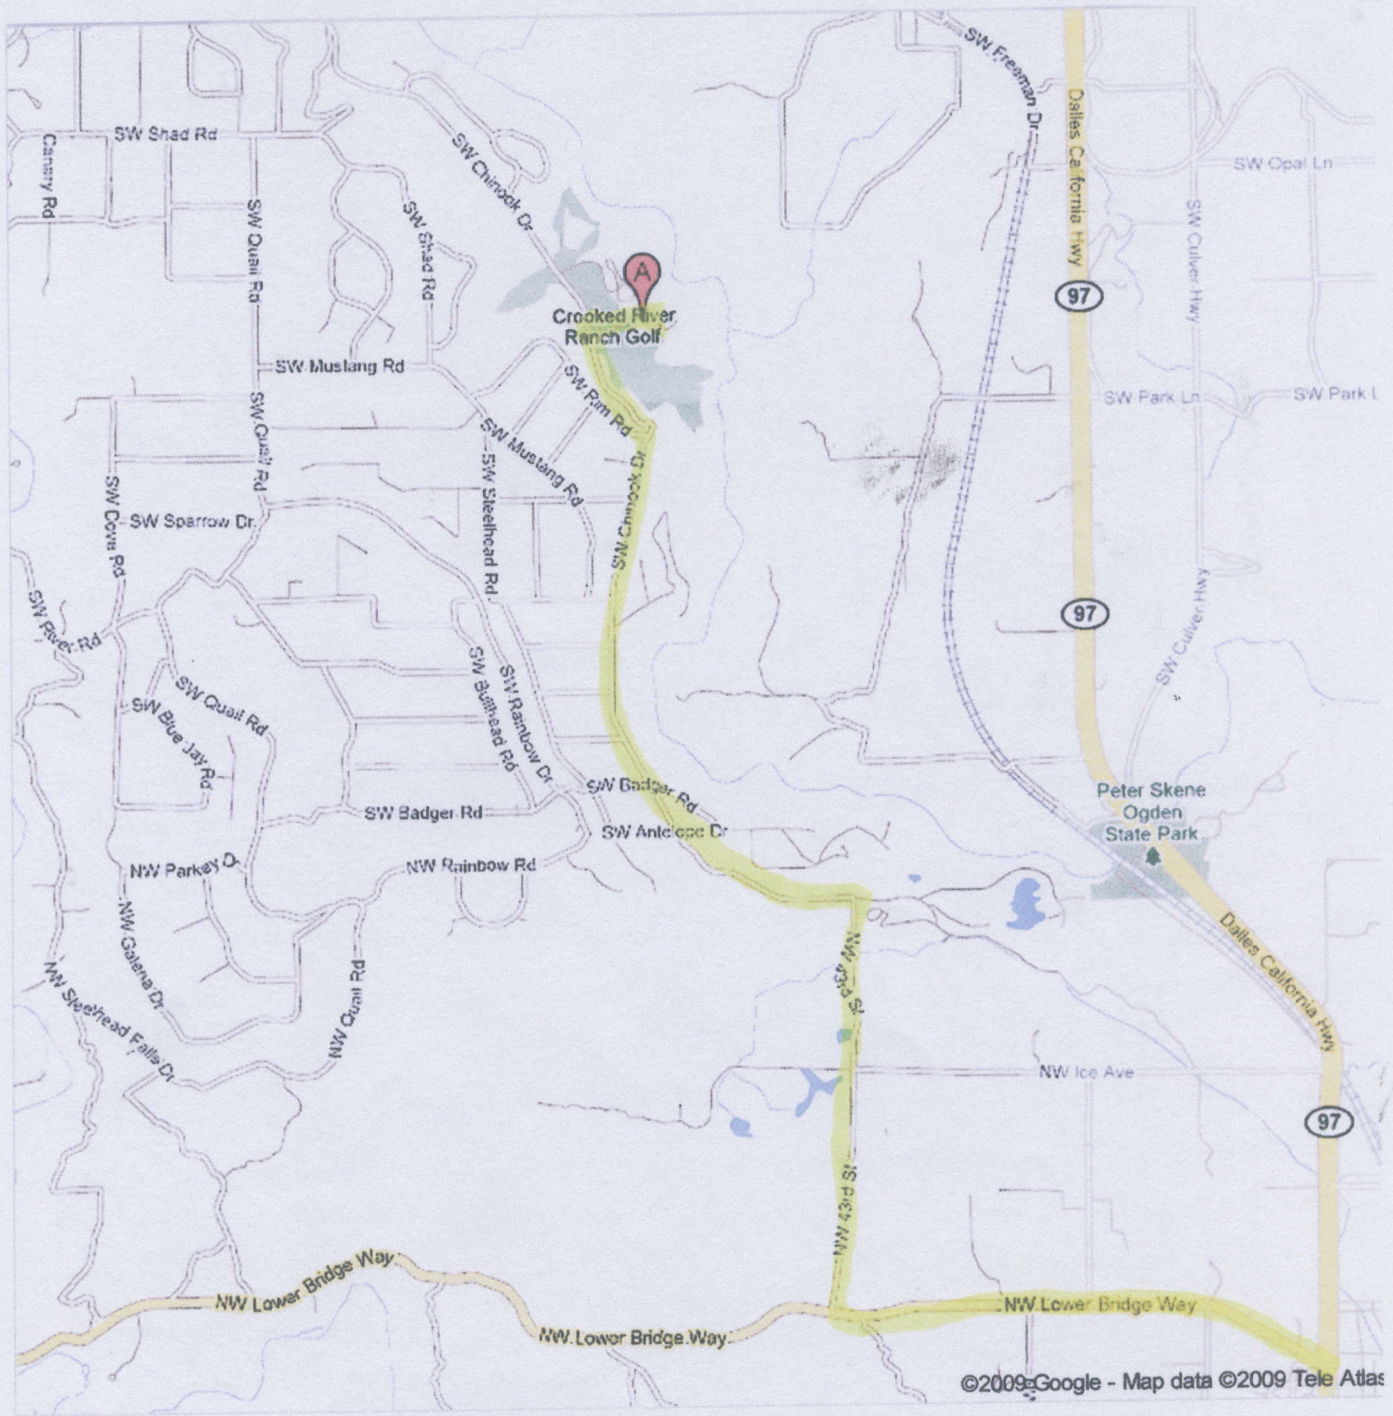 SW Freeman Dr
Dalles California Hwy
SW Shad Rd
Canary Rd
SW Chinook Dr
SW Opal Ln
SW Quail Rd
SW Shad Rd
SW Culver Hwy
A
97
Crooked River
Ranch Golf
SW Mustang Rd
SW Rim Rd
SW Park Ln
SW Park L
SW Quail Rd
SW Mustang Rd
SW Chinook Dr
SW Steelhead Rd
SW Dove Rd
SW Sparrow Dr
97
SW River Rd
SW Culver Hwy
SW Quail Rd
SW Bullhead Rd
SW Rainbow Dr
SW Blue Jay Rd
SW Badger Rd
Peter Skene
Ogden
State Park
SW Badger Rd
SW Antelope Dr
NW Parkey D
NW Rainbow Rd
NW Galena Dr
Dalles California Hwy
NW 43rd St
NW Quail Rd
NW Steelhead Falls Dr
NW Ice Ave
97
NW 43rd St
NW Lower Bridge Way
NW Lower Bridge Way
NW Lower Bridge Way
©2009 Google - Map data ©2009 Tele Atlas